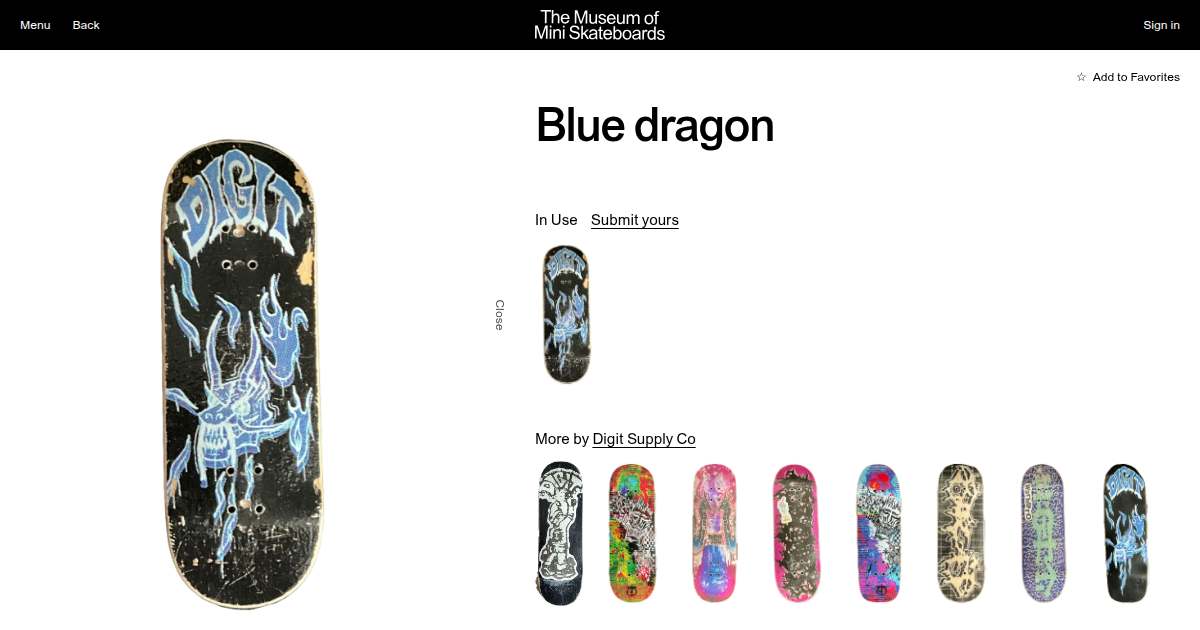 Menu
Back
The Museum of
Mini Skateboards
Sign in
☆ Add to Favorites
Blue dragon
DIGIT
In Use
Submit yours
Close
More by Digit Supply Co